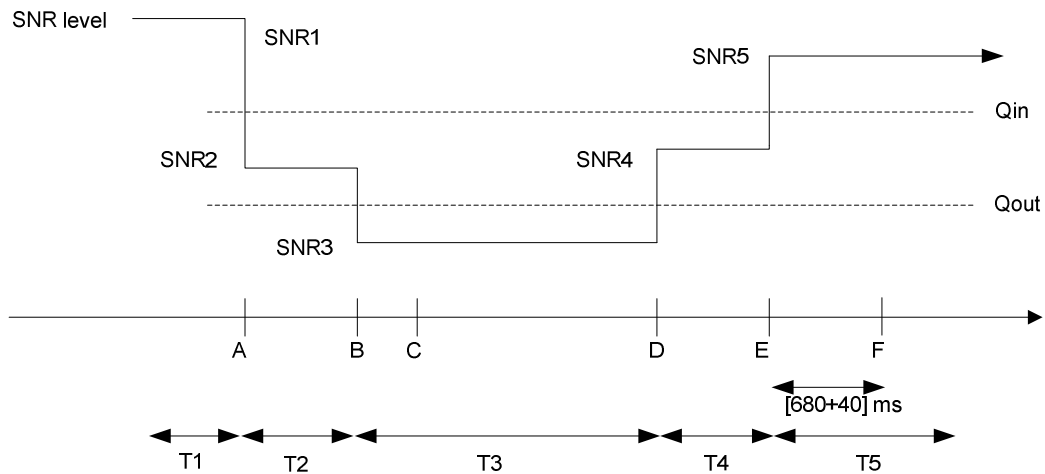 SNR level
SNR1
SNR5
Qin
SNR2
SNR4
Qout
SNR3
A
B
C
D
E
F
[680+40] ms
T1
T2
T3
T4
T5